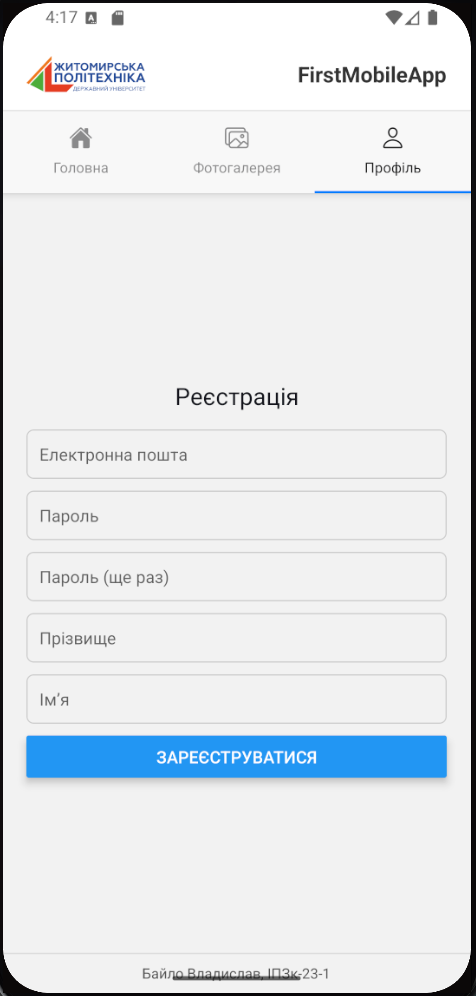 4:17
ЖИТОМИРСЬКА
ПОЛІТЕХНІКА
ДЕРЖАВНИЙ УНІВЕРСИТЕТ
FirstMobileApp
Головна
Фотогалерея
Профіль
Реєстрація
Електронна пошта
Пароль
Пароль (ще раз)
Прізвище
Ім’я
ЗАРЕЄСТРУВАТИСЯ
Байло Владислав, ІПЗк-23-1